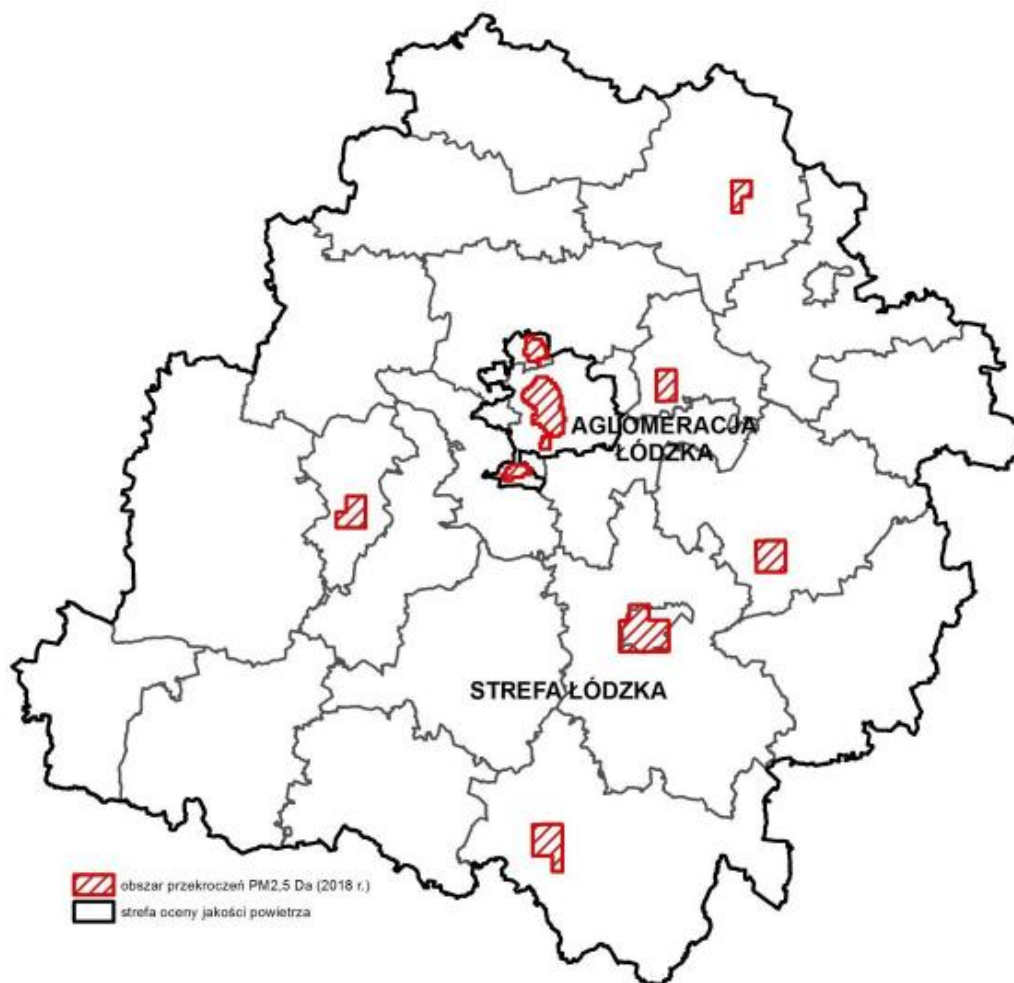 AGLOMERACJA
ŁÓDZKA
STREFA ŁÓDZKA
obszar przekroczeń PM2,5 Da (2018 r.)
strefa oceny jakości powietrza